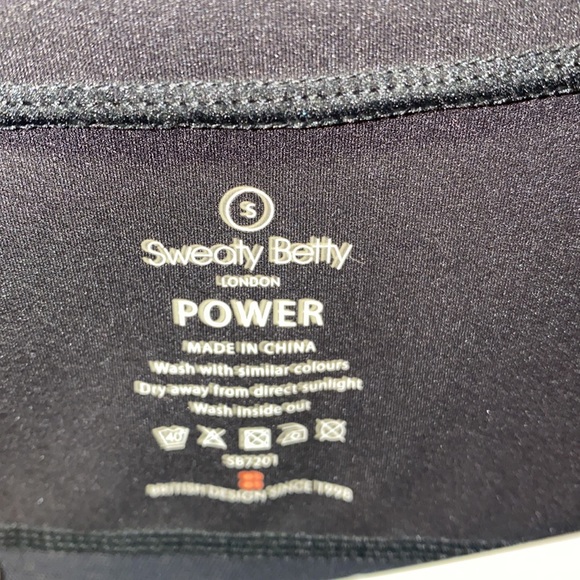 S
Sweaty Betty
LONDON
POWER
MADE IN CHINA
Wash with similar colours
Dry away from direct sunlight
Wash inside out
40
SB7201
BRITISH DESIGN SINCE 1998